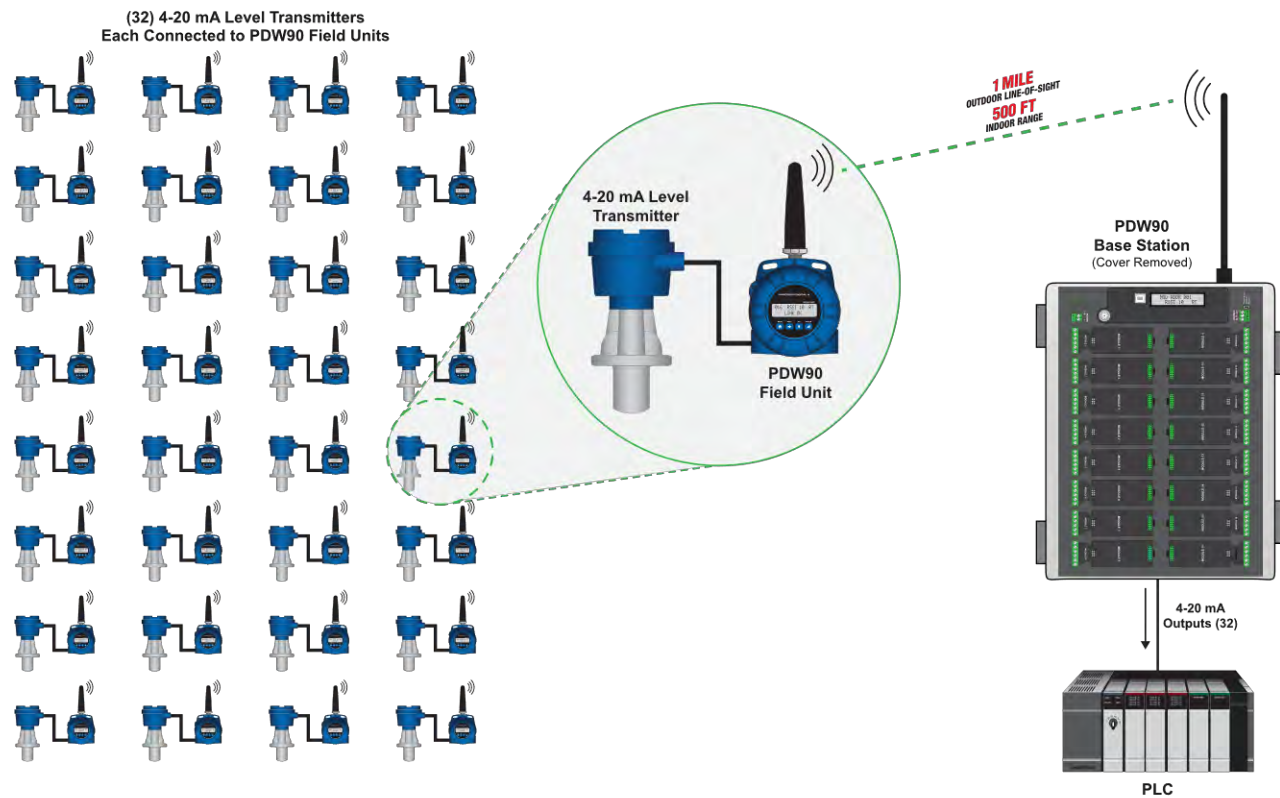 (32) 4-20 mA Level Transmitters
Each Connected to PDW90 Field Units
1 MILE
OUTDOOR LINE-OF-SIGHT
500 FT
INDOOR RANGE
4-20 mA Level
Transmitter
PDW90
Field Unit
PDW90
Base Station
(Cover Removed)
4-20 mA
Outputs (32)
PLC